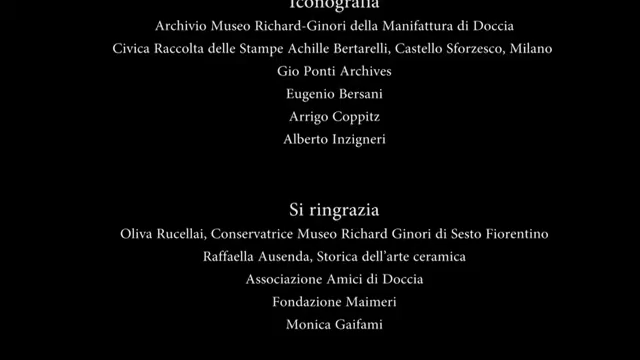 Iconografia
Archivio Museo Richard-Ginori della Manifattura di Doccia
Civica Raccolta delle Stampe Achille Bertarelli, Castello Sforzesco, Milano
Gio Ponti Archives
Eugenio Bersani
Arrigo Coppitz
Alberto Inzigneri
Si ringrazia
Oliva Rucellai, Conservatrice Museo Richard Ginori di Sesto Fiorentino
Raffaella Ausenda, Storica dell'arte ceramica
Associazione Amici di Doccia
Fondazione Maimeri
Monica Gaifami